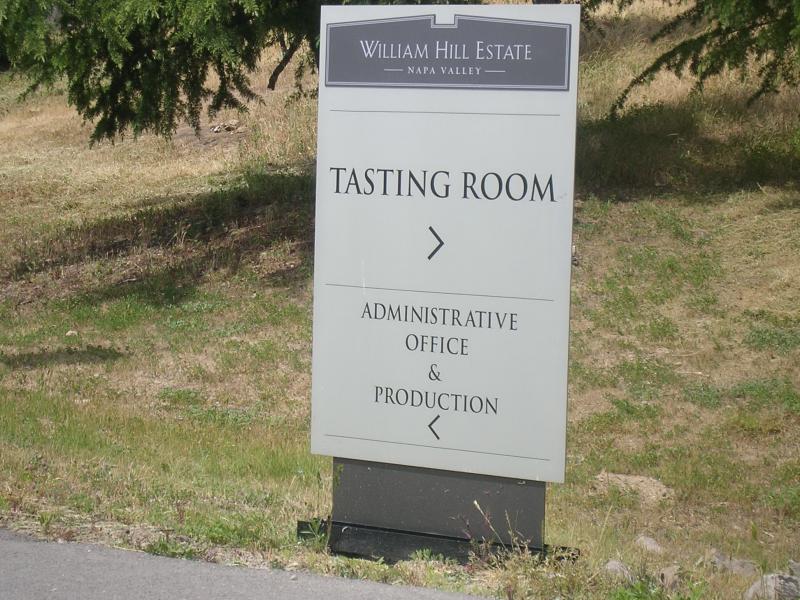 WILLIAM HILL ESTATE
NAPA VALLEY
TASTING ROOM
>
ADMINISTRATIVE
OFFICE
&
PRODUCTION
<